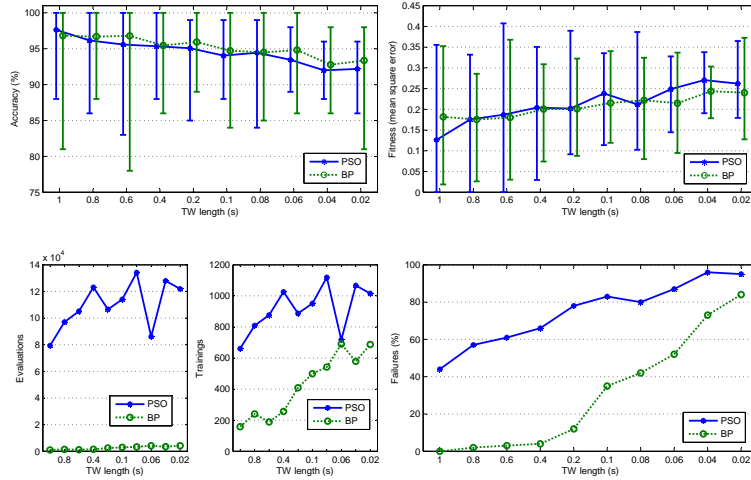 100
95
90
85
80
75
Accuracy (%)
1 0.8 0.6 0.4 0.2 0.1 0.08 0.06 0.04 0.02
TW length (s)
PSO
BP
0.45
0.4
0.35
0.3
0.25
0.2
0.15
0.1
0.05
0
Fitness (mean square error)
1 0.8 0.6 0.4 0.2 0.1 0.08 0.06 0.04 0.02
TW length (s)
PSO
BP
x 10^4
14
12
10
8
6
4
2
0
Evaluations
0.8 0.4 0.1 0.06 0.02
TW length (s)
PSO
BP
1200
1000
800
600
400
200
0
Trainings
0.8 0.4 0.1 0.06 0.02
TW length (s)
PSO
BP
100
80
60
40
20
0
Failures (%)
1 0.8 0.6 0.4 0.2 0.1 0.08 0.06 0.04 0.02
TW length (s)
PSO
BP